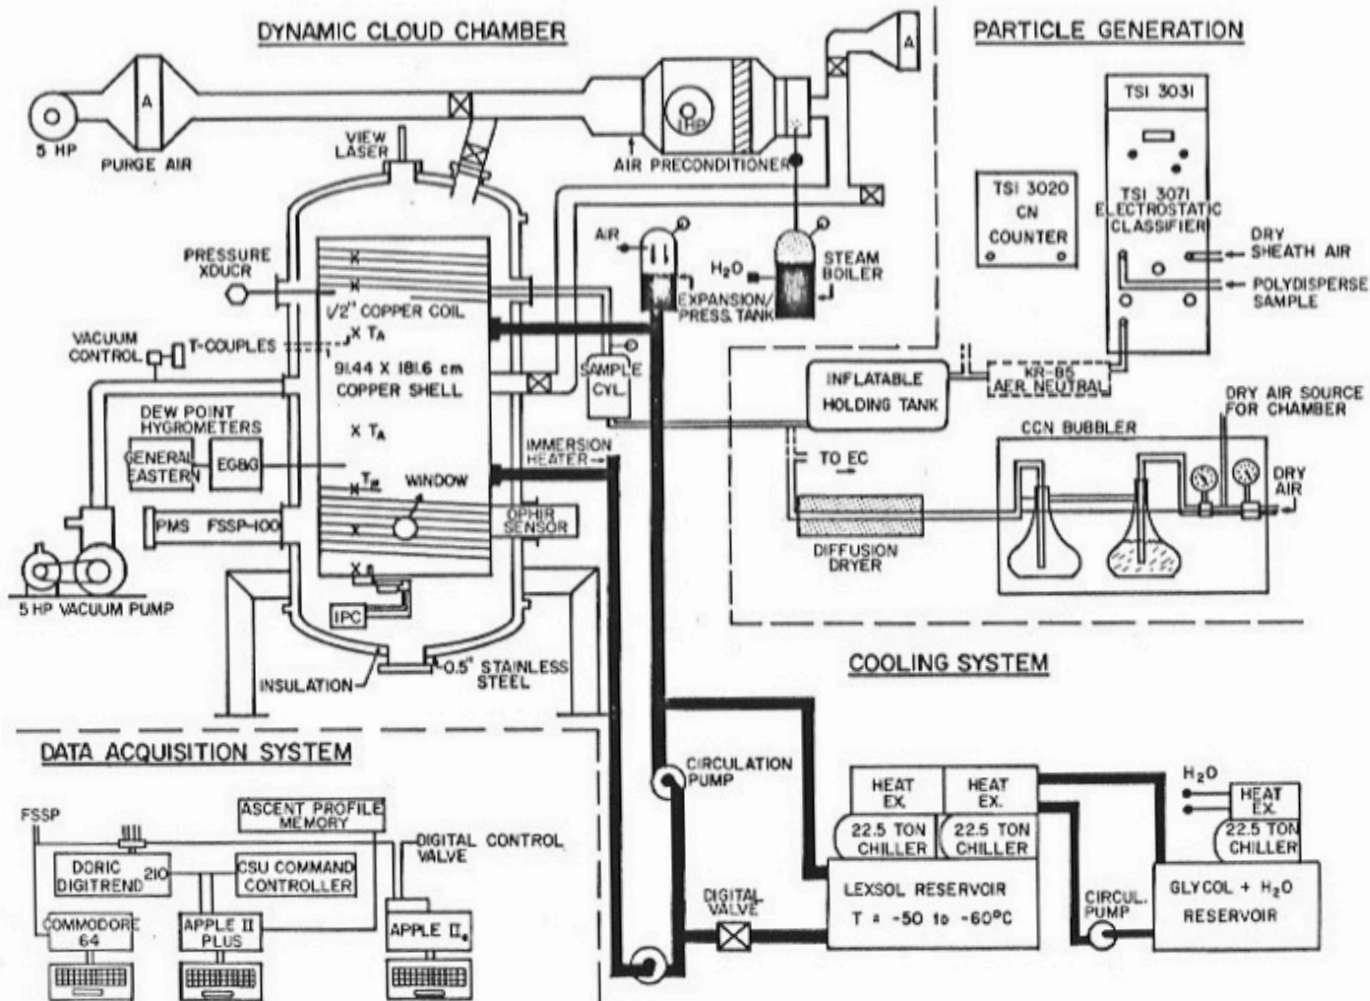 DYNAMIC CLOUD CHAMBER
A
5 HP
PURGE AIR
VIEW
LASER
1HP
AIR PRECONDITIONER
A
PRESSURE
XDUCR
AIR
H₂O
STEAM
BOILER
EXPANSION/
PRESS. TANK
1/2" COPPER COIL
X TA
VACUUM
CONTROL
T-COUPLES
91.44 X 181.6 cm
COPPER SHELL
SAMPLE
CYL.
DEW POINT
HYGROMETERS
GENERAL
EASTERN
EG&G
X TA
IMMERSION
HEATER
WINDOW
PMS FSSP-100
OPHIR
SENSOR
5 HP VACUUM PUMP
IPC
INSULATION
0.5" STAINLESS
STEEL
PARTICLE GENERATION
TSI 3031
TSI 3020
CN
COUNTER
TSI 3071
ELECTROSTATIC
CLASSIFIER
DRY
SHEATH AIR
POLYDISPERSE
SAMPLE
INFLATABLE
HOLDING TANK
KR-85
AER NEUTRAL
DRY AIR SOURCE
FOR CHAMBER
CCN BUBBLER
TO EC
DRY
AIR
DIFFUSION
DRYER
COOLING SYSTEM
CIRCULATION
PUMP
HEAT
EX.
HEAT
EX.
22.5 TON
CHILLER
22.5 TON
CHILLER
LEXSOL RESERVOIR
T = -50 to -60°C
DIGITAL
VALVE
CIRCUL.
PUMP
H₂O
HEAT
EX.
22.5 TON
CHILLER
GLYCOL + H₂O
RESERVOIR
DATA ACQUISITION SYSTEM
FSSP
ASCENT PROFILE
MEMORY
DIGITAL CONTROL
VALVE
DORIC
DIGITREND 210
CSU COMMAND
CONTROLLER
COMMODORE
64
APPLE II
PLUS
APPLE IIe